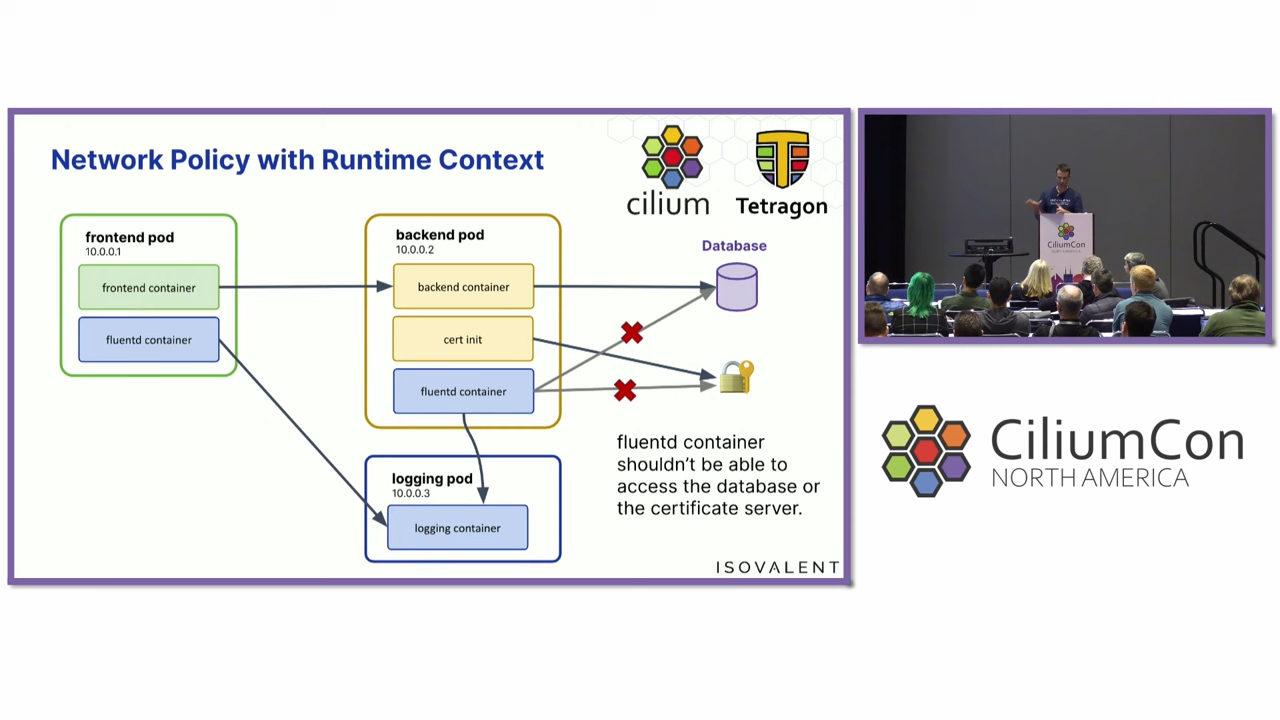 Network Policy with Runtime Context
cilium
Tetragon
frontend pod
10.0.0.1
frontend container
fluentd container
backend pod
10.0.0.2
backend container
cert init
fluentd container
logging pod
10.0.0.3
logging container
Database
fluentd container
shouldn't be able to
access the database or
the certificate server.
ISOVALENT
CiliumCon
CiliumCon
NORTH AMERICA